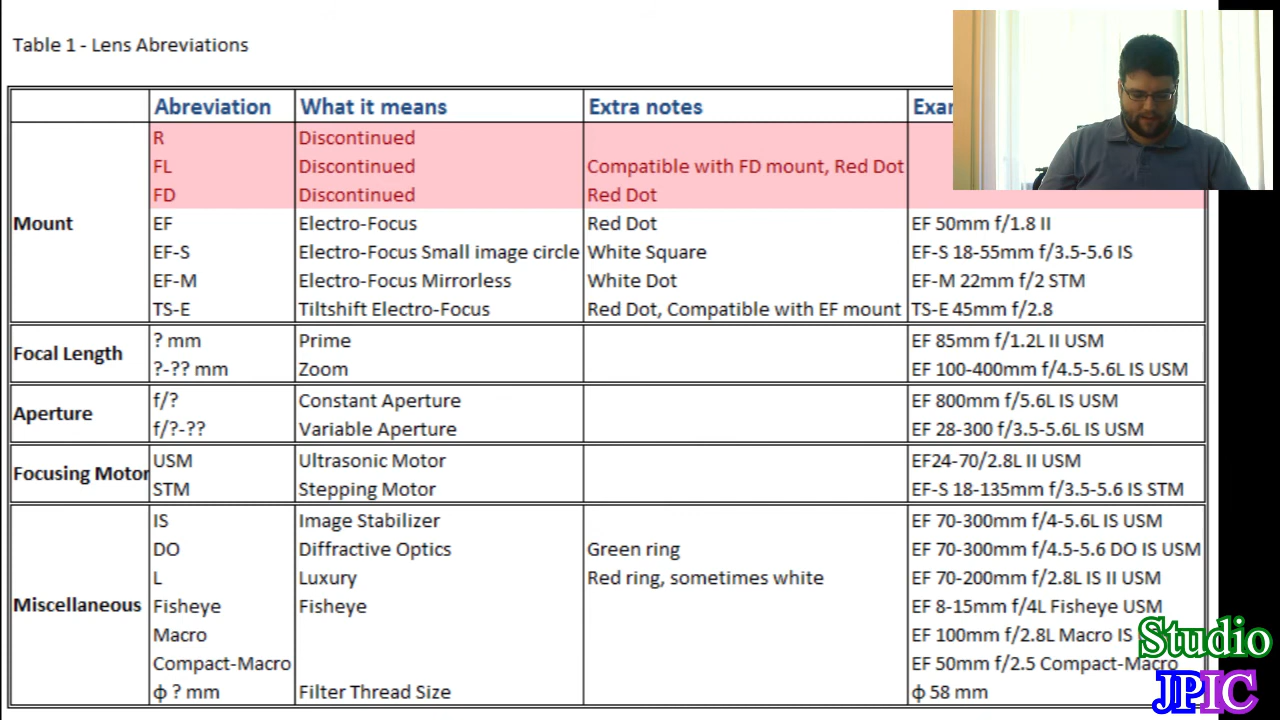 Table 1 - Lens Abreviations
Abreviation What it means Extra notes
R Discontinued
FL Discontinued Compatible with FD mount, Red Dot
FD Discontinued Red Dot
Mount EF Electro-Focus Red Dot EF 50mm f/1.8 II
EF-S Electro-Focus Small image circle White Square EF-S 18-55mm f/3.5-5.6 IS
EF-M Electro-Focus Mirrorless White Dot EF-M 22mm f/2 STM
TS-E Tiltshift Electro-Focus Red Dot, Compatible with EF mount TS-E 45mm f/2.8
Focal Length
? mm Prime EF 85mm f/1.2L II USM
?-?? mm Zoom EF 100-400mm f/4.5-5.6L IS USM
Aperture
f/? Constant Aperture EF 800mm f/5.6L IS USM
f/?-?? Variable Aperture EF 28-300 f/3.5-5.6L IS USM
Focusing Motor
USM Ultrasonic Motor EF24-70/2.8L II USM
STM Stepping Motor EF-S 18-135mm f/3.5-5.6 IS STM
IS Image Stabilizer EF 70-300mm f/4-5.6L IS USM
DO Diffractive Optics Green ring EF 70-300mm f/4.5-5.6 DO IS USM
L Luxury Red ring, sometimes white EF 70-200mm f/2.8L IS II USM
Miscellaneous Fisheye Fisheye EF 8-15mm f/4L Fisheye USM
Macro EF 100mm f/2.8L Macro IS
Compact-Macro EF 50mm f/2.5 Compact-Macro
ϕ ? mm Filter Thread Size ϕ 58 mm
Studio
JPIC